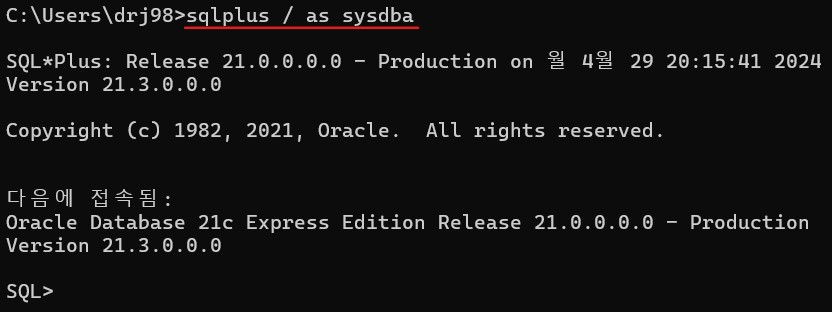 C:\Users\drj98>sqlplus / as sysdba
SQL*Plus: Release 21.0.0.0.0 - Production on 월 4월 29 20:15:41 2024
Version 21.3.0.0.0
Copyright (c) 1982, 2021, Oracle.  All rights reserved.
다음에 접속됨:
Oracle Database 21c Express Edition Release 21.0.0.0.0 - Production
Version 21.3.0.0.0
SQL>